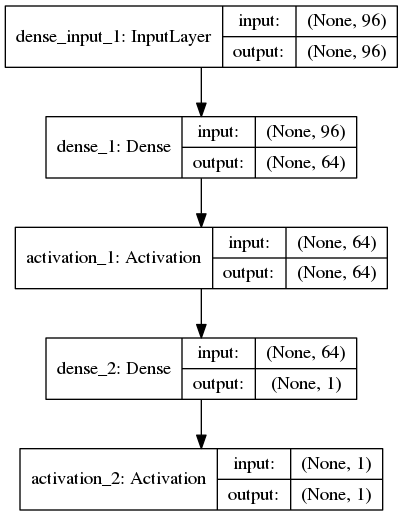 dense_input_1: InputLayer
input: (None, 96)
output: (None, 96)
dense_1: Dense
input: (None, 96)
output: (None, 64)
activation_1: Activation
input: (None, 64)
output: (None, 64)
dense_2: Dense
input: (None, 64)
output: (None, 1)
activation_2: Activation
input: (None, 1)
output: (None, 1)